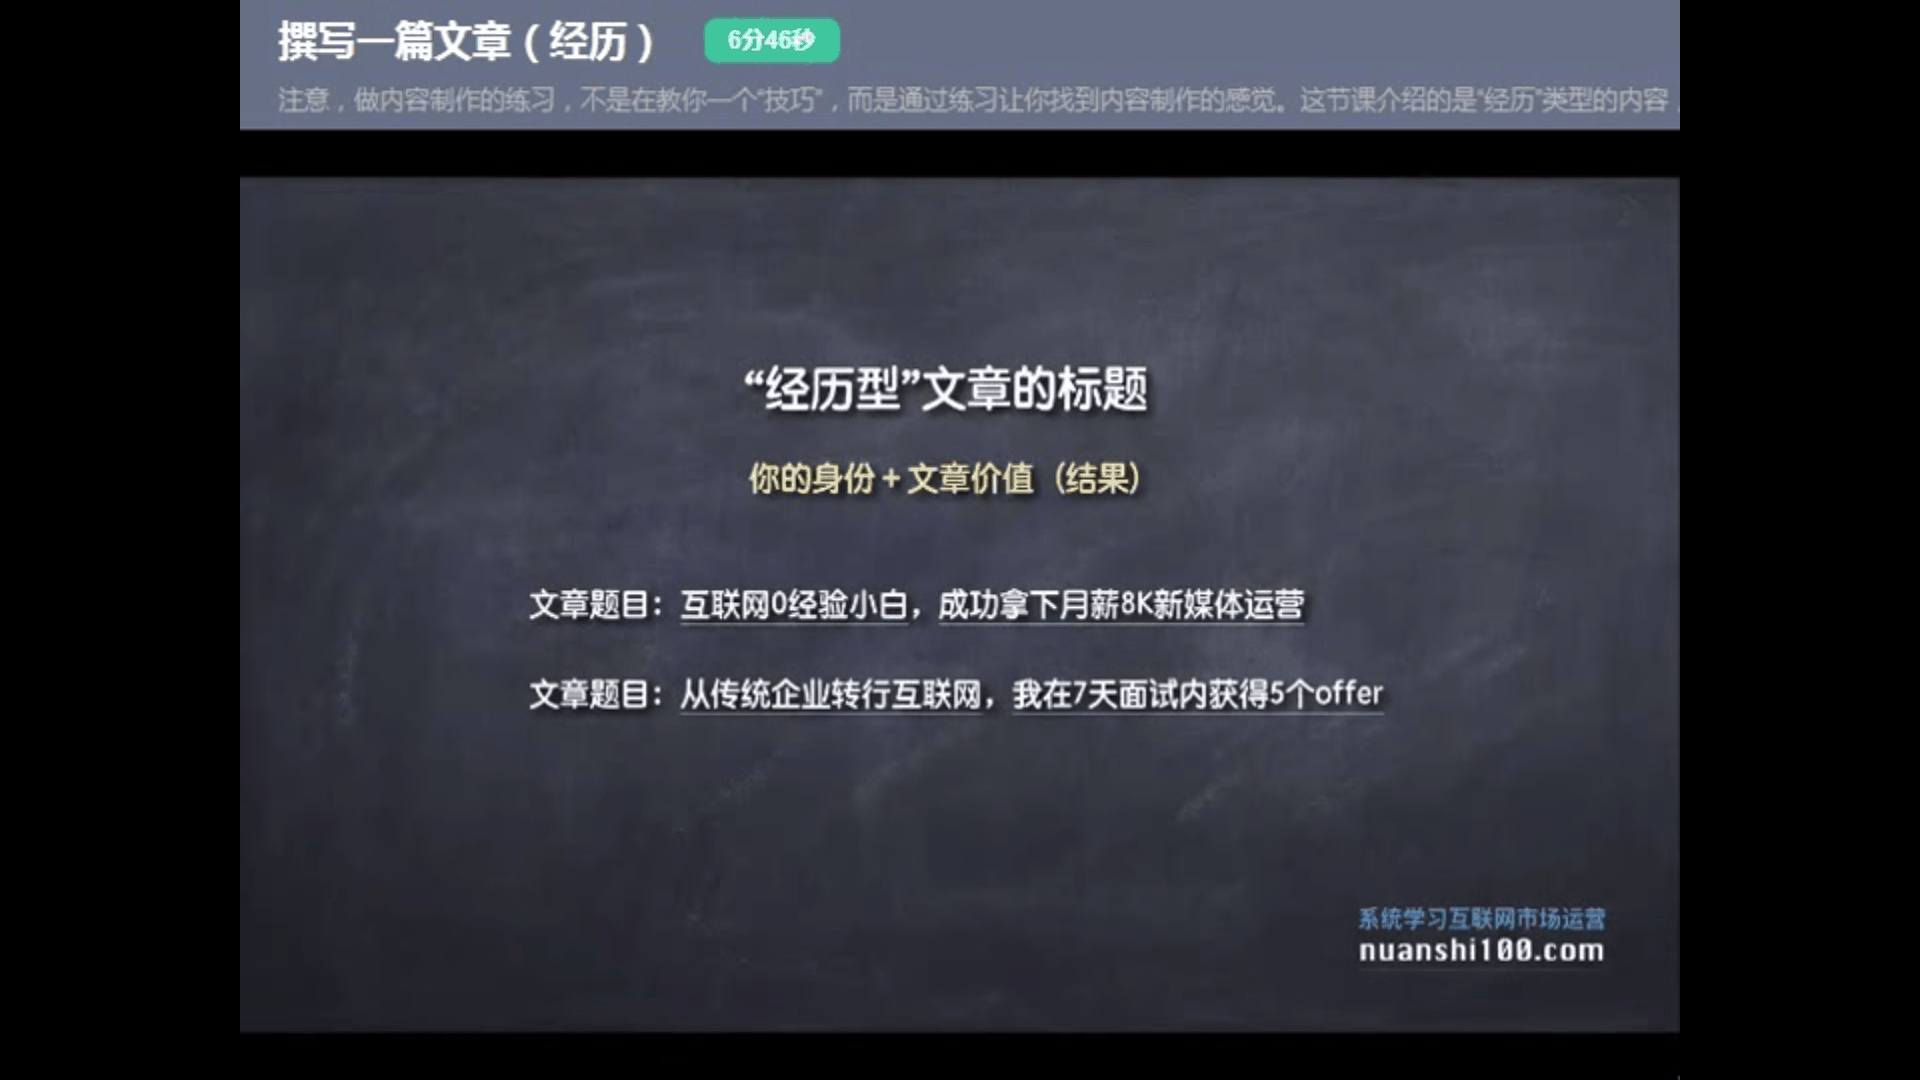 撰写一篇文章（经历）
6分46秒
注意，做内容制作的练习，不是在教你一个“技巧”，而是通过练习让你找到内容制作的感觉。这节课介绍的是“经历”类型的内容，
“经历型”文章的标题
你的身份＋文章价值（结果）
文章题目：互联网0经验小白，成功拿下月薪8K新媒体运营
文章题目：从传统企业转行互联网，我在7天面试内获得5个offer
系统学习互联网市场运营
nuanshi100.com